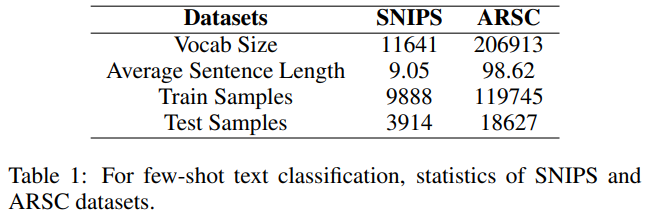 Datasets SNIPS ARSC
Vocab Size 11641 206913
Average Sentence Length 9.05 98.62
Train Samples 9888 119745
Test Samples 3914 18627
Table 1: For few-shot text classification, statistics of SNIPS and
ARSC datasets.